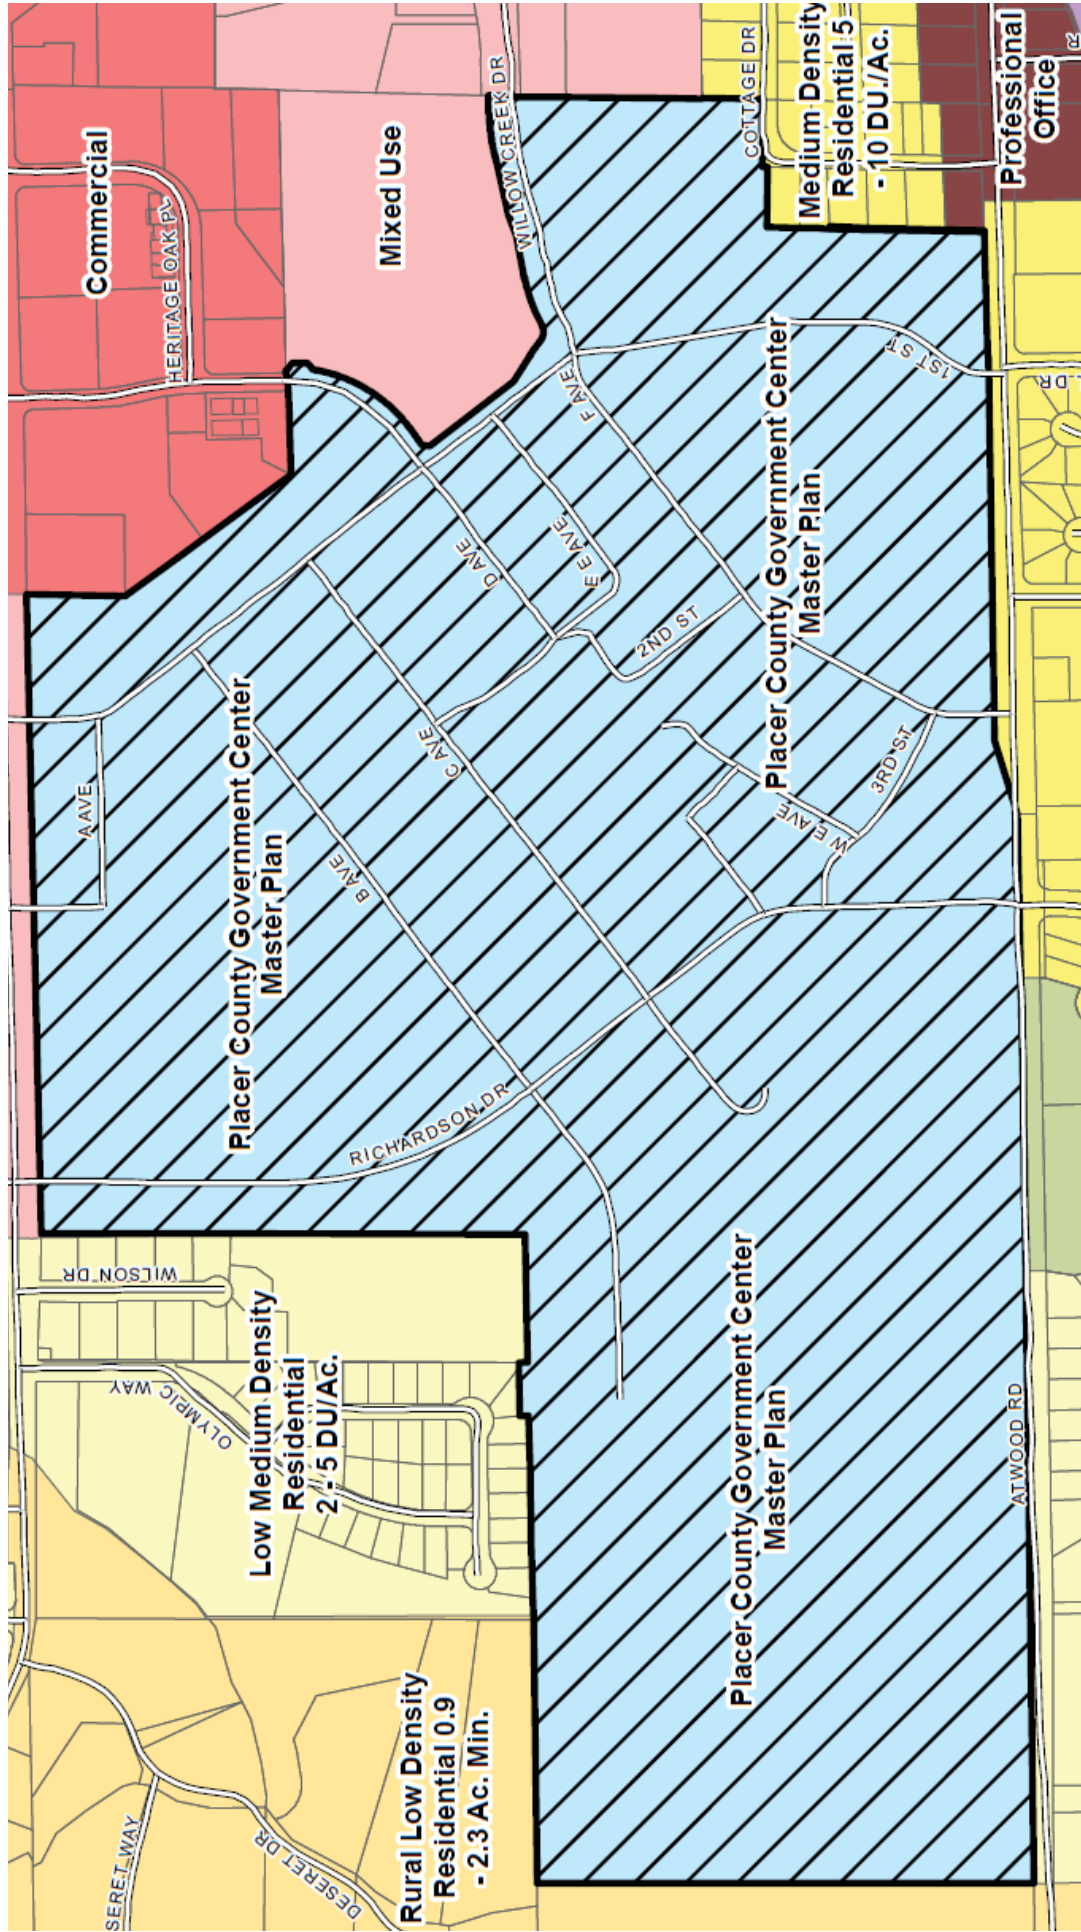 SERET WAY
DESERET DR
Rural Low Density
Residential 0.9
- 2.3 Ac. Min.
OLYMPIC WAY
WILSON DR
Low Medium Density
Residential
2 - 5 DU/Ac.
RICHARDSON DR
Placer County Government Center
Master Plan
A AVE
B AVE
C AVE
D AVE
E E AVE
F AVE
2ND ST
W E AVE
3RD ST
1ST ST
Commercial
HERITAGE OAK PL
Mixed Use
WILLOW CREEK DR
COTTAGE DR
Medium Density
Residential 5
- 10 DU./Ac.
Professional
Office
R
DR
Placer County Government Center
Master Plan
Placer County Government Center
Master Plan
ATWOOD RD